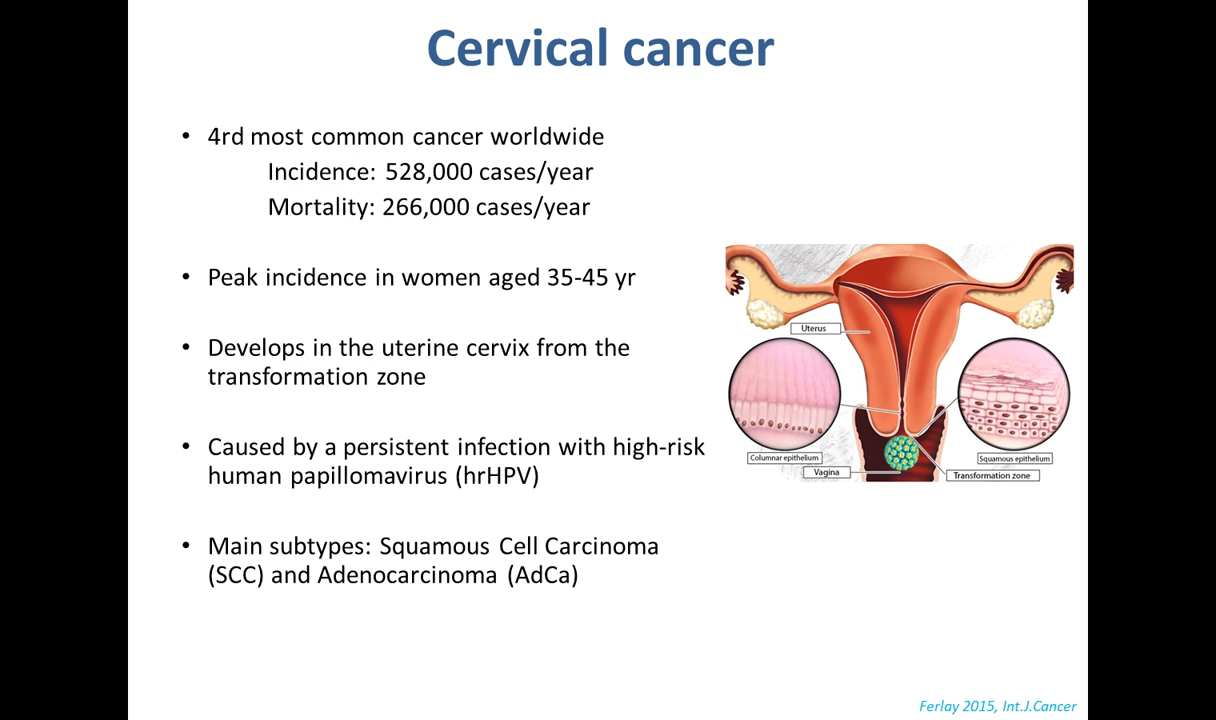 Cervical cancer
• 4rd most common cancer worldwide
Incidence: 528,000 cases/year
Mortality: 266,000 cases/year
• Peak incidence in women aged 35-45 yr
• Develops in the uterine cervix from the
transformation zone
• Caused by a persistent infection with high-risk
human papillomavirus (hrHPV)
• Main subtypes: Squamous Cell Carcinoma
(SCC) and Adenocarcinoma (AdCa)
Uterus
Columnar epithelium
Squamous epithelium
Vagina
Transformation zone
Ferlay 2015, Int.J.Cancer